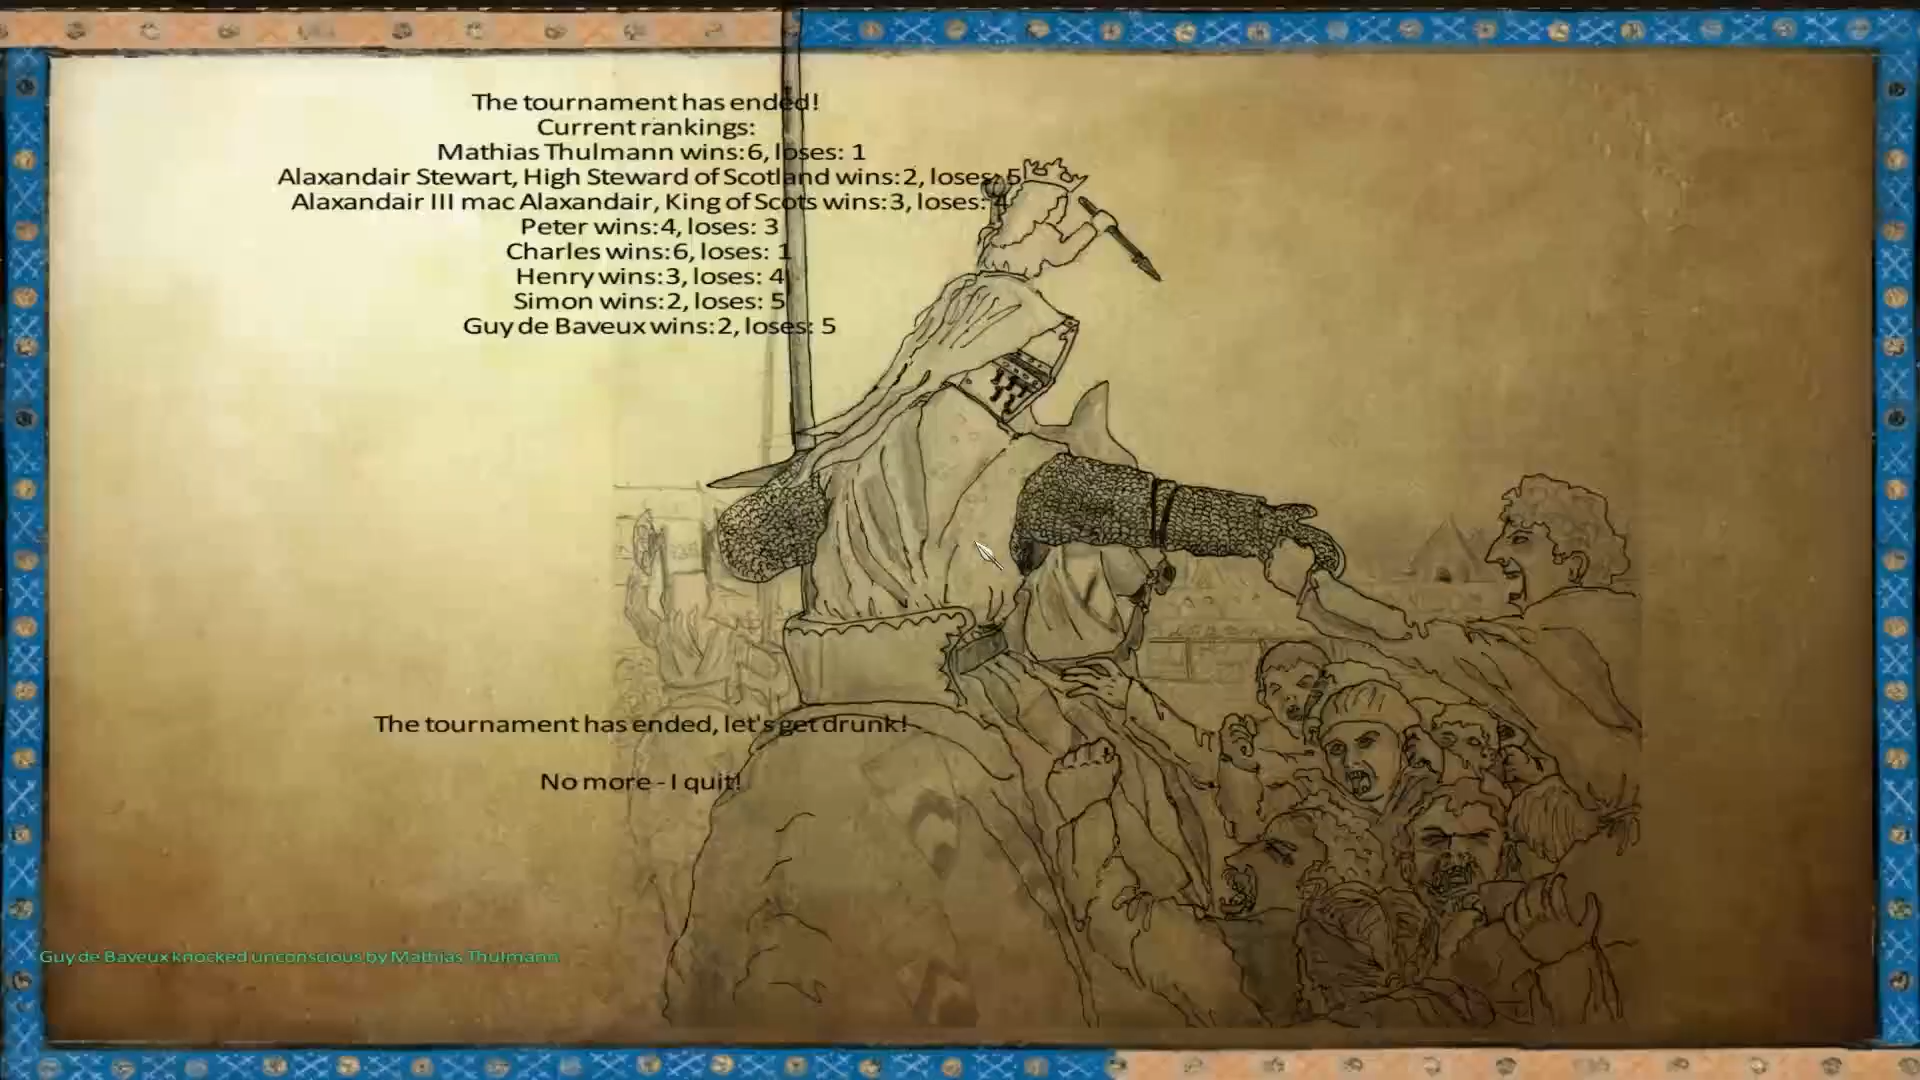 The tournament has ended!
Current rankings:
Mathias Thulmann wins:6, loses: 1
Alaxandair Stewart, High Steward of Scotland wins:2, loses: 5
Alaxandair III mac Alaxandair, King of Scots wins:3, loses: 4
Peter wins:4, loses: 3
Charles wins:6, loses: 1
Henry wins:3, loses: 4
Simon wins:2, loses: 5
Guy de Baveux wins:2, loses: 5
The tournament has ended, let's get drunk!
No more - I quit!
Guy de Baveux knocked unconscious by Mathias Thulmann